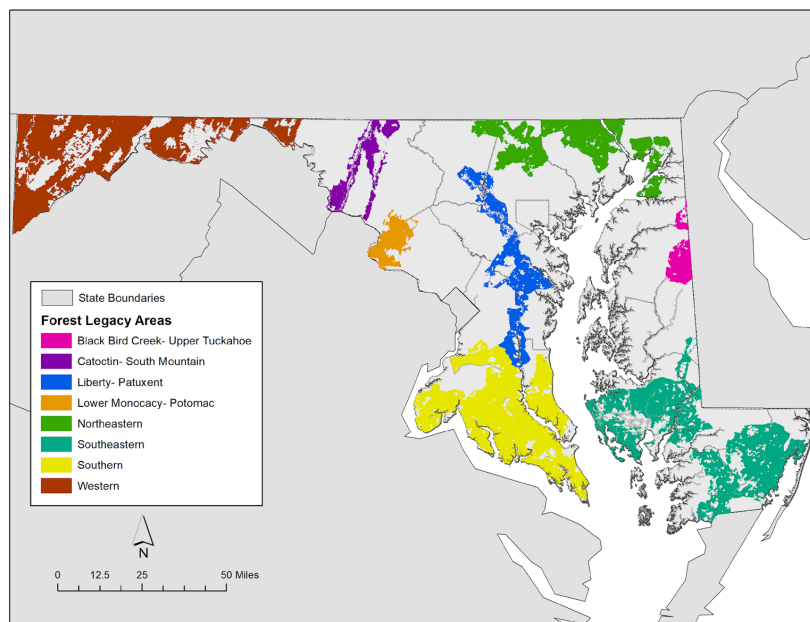 State Boundaries
Forest Legacy Areas
Black Bird Creek- Upper Tuckahoe
Catoctin- South Mountain
Liberty- Patuxent
Lower Monocacy- Potomac
Northeastern
Southeastern
Southern
Western
N
0 12.5 25 50 Miles